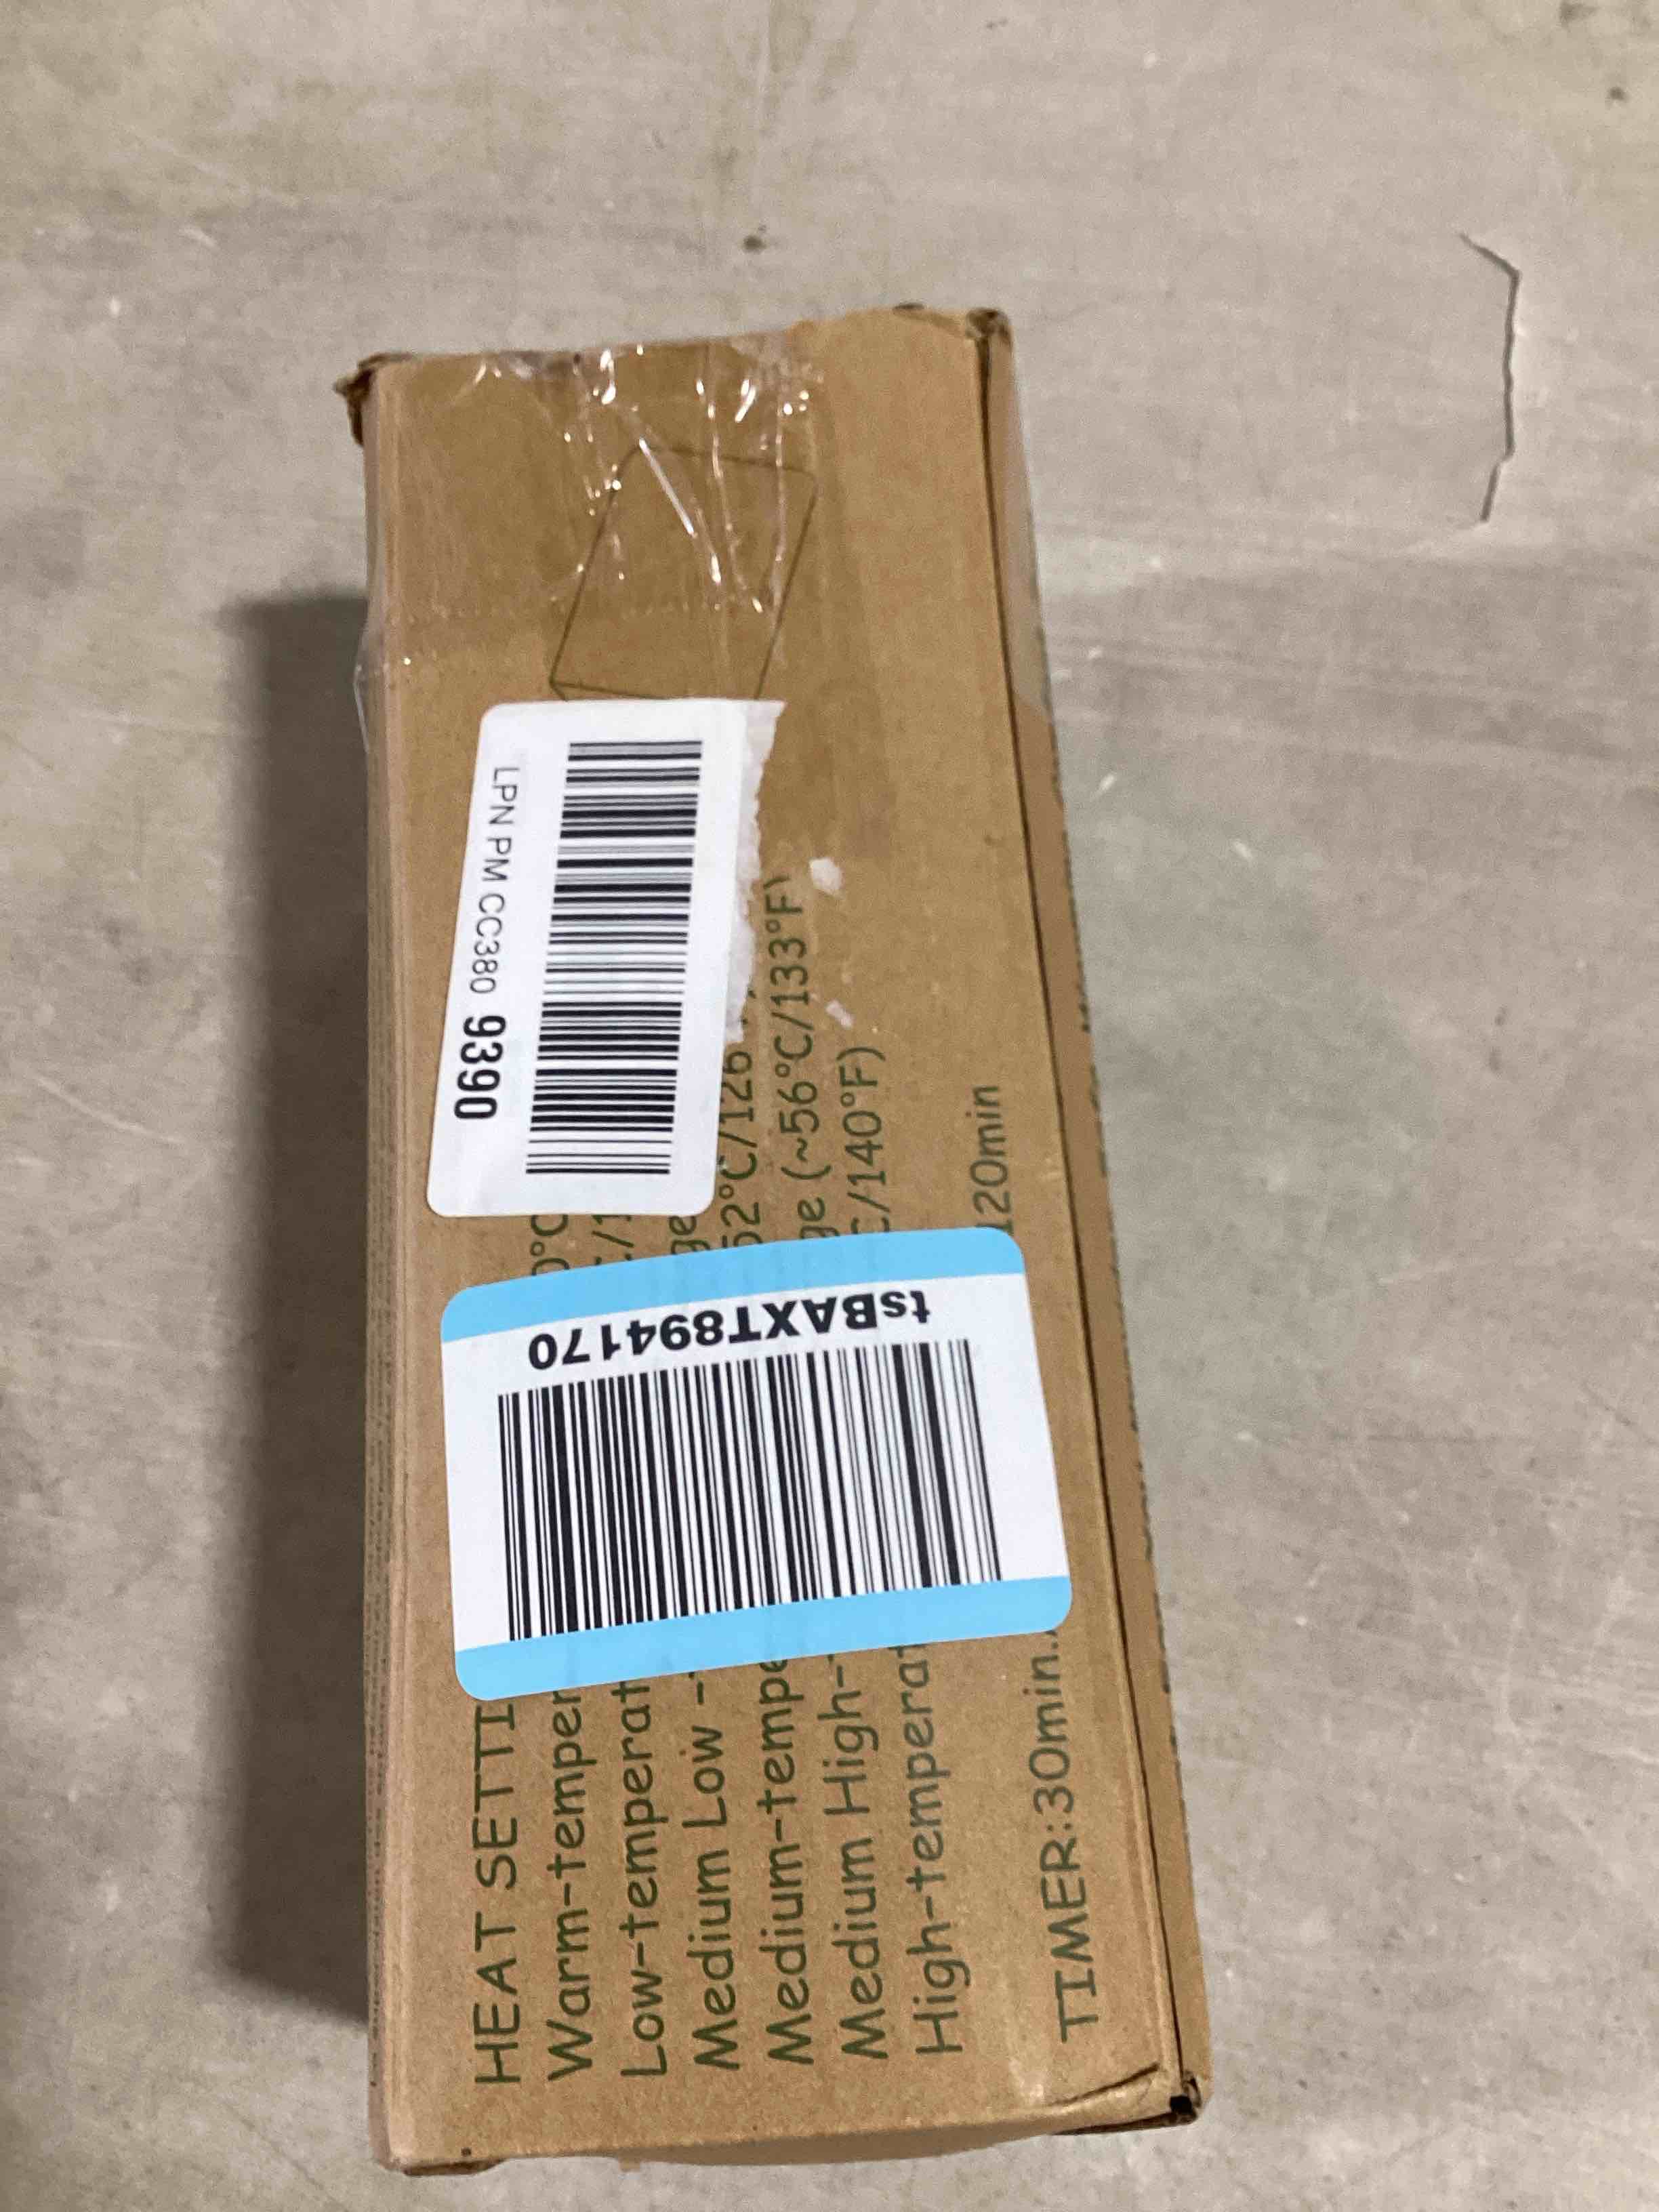 LPN PM CC380 9390
tsBAXT894170
HEAT SETTI
Warm-temper 0°C
Low-temperat
Medium Low -
Medium-tempe 52°C/126
Medium High- ge (~56°C/133°F)
High-temperat C/140°F)
TIMER:30min. 120min